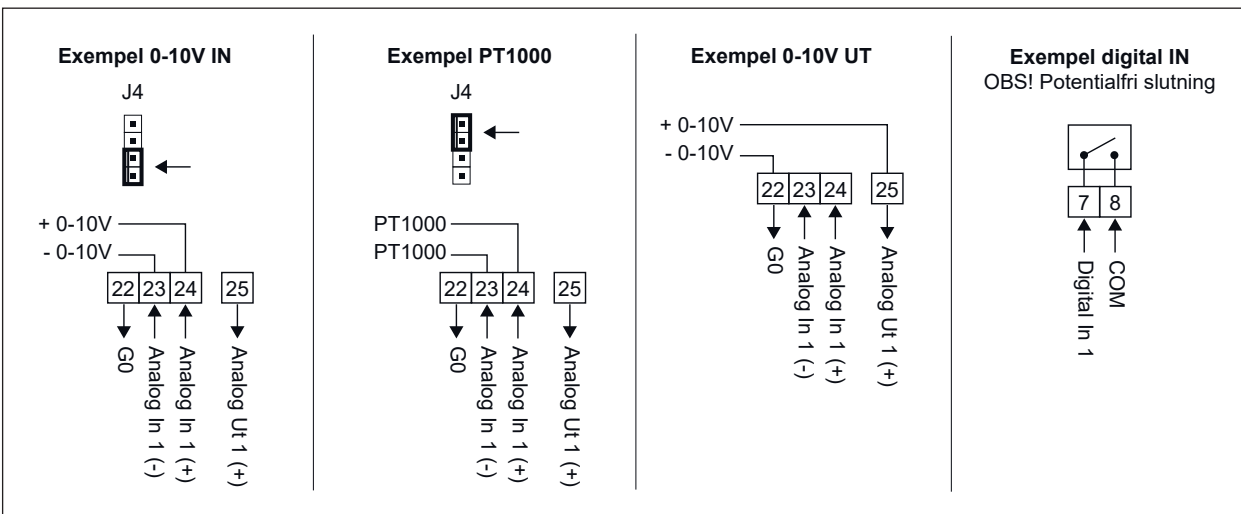 Exempel 0-10V IN
J4
+ 0-10V
- 0-10V
22 23 24 25
G0
Analog In 1 (-)
Analog In 1 (+)
Analog Ut 1 (+)
Exempel PT1000
J4
PT1000
PT1000
22 23 24 25
G0
Analog In 1 (-)
Analog In 1 (+)
Analog Ut 1 (+)
Exempel 0-10V UT
+ 0-10V
- 0-10V
22 23 24 25
G0
Analog In 1 (-)
Analog In 1 (+)
Analog Ut 1 (+)
Exempel digital IN
OBS! Potentialfri slutning
7 8
Digital In 1
COM